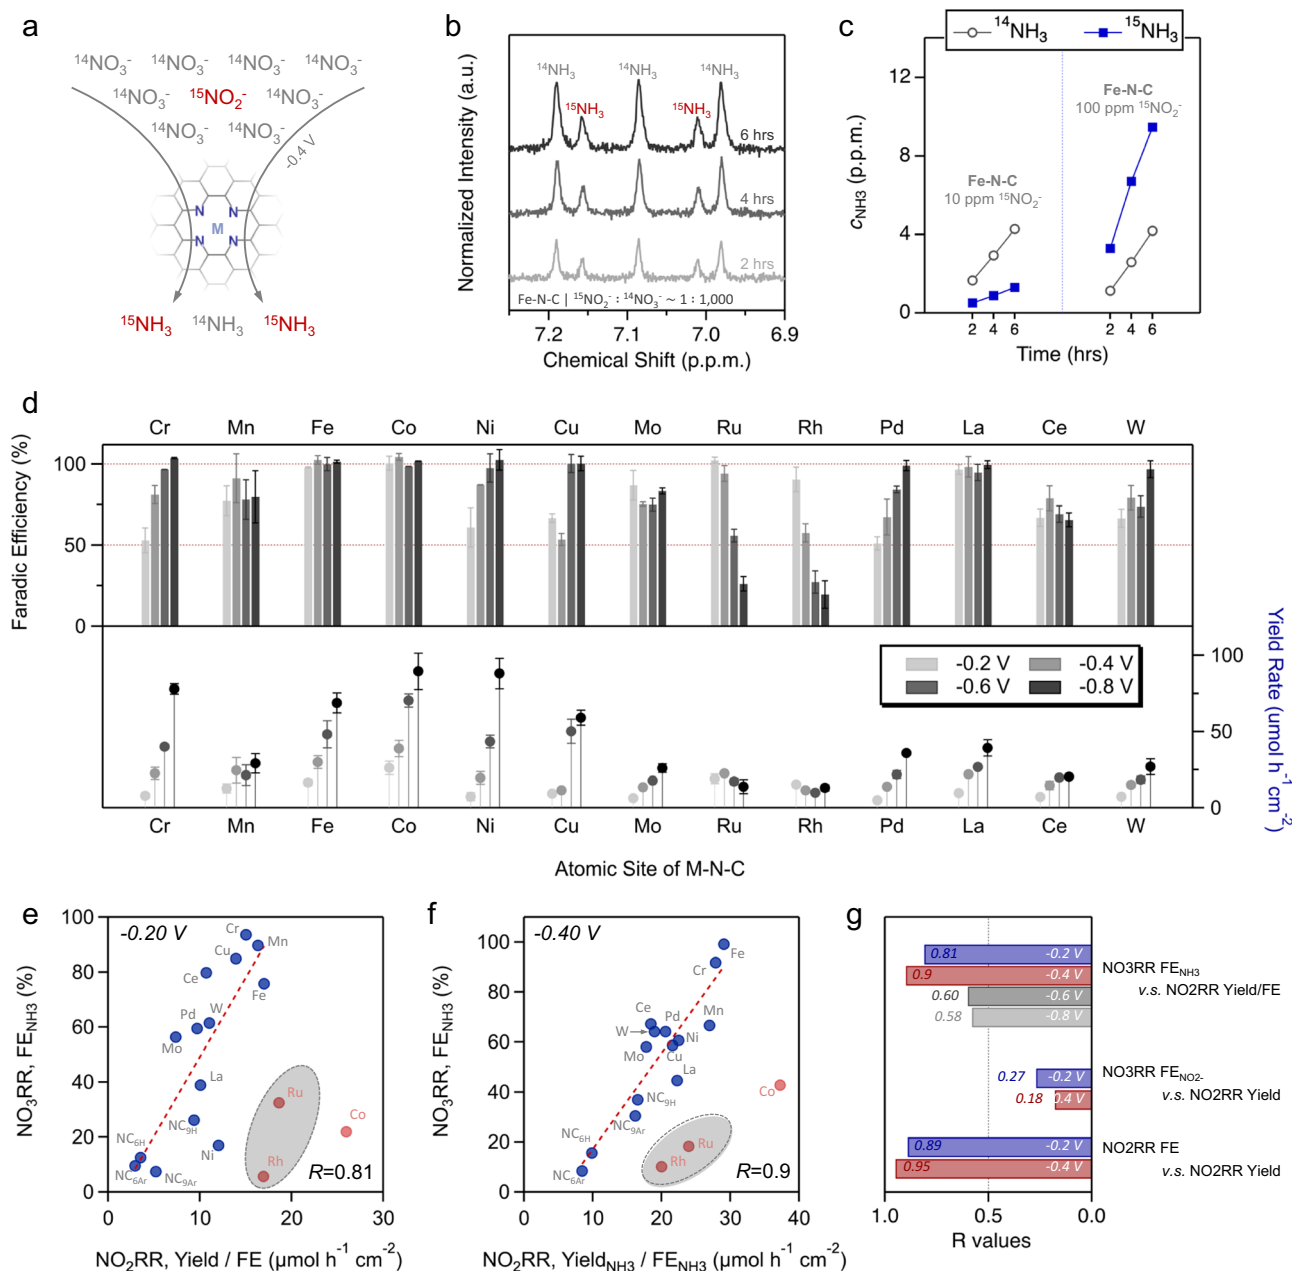 a
¹⁴NO₃⁻ ¹⁴NO₃⁻ ¹⁴NO₃⁻ ¹⁴NO₃⁻
¹⁴NO₃⁻ ¹⁵NO₂⁻ ¹⁴NO₃⁻
¹⁴NO₃⁻ ¹⁴NO₃⁻
-0.4 V
N N
M
N N
¹⁵NH₃ ¹⁴NH₃ ¹⁵NH₃
b
Normalized Intensity (a.u.)
¹⁴NH₃ ¹⁴NH₃ ¹⁴NH₃
¹⁵NH₃ ¹⁵NH₃
6 hrs
4 hrs
2 hrs
Fe-N-C | ¹⁵NO₂⁻ : ¹⁴NO₃⁻ ~ 1 : 1,000
7.2 7.1 7.0 6.9
Chemical Shift (p.p.m.)
c
¹⁴NH₃ ¹⁵NH₃
c_NH3 (p.p.m.)
12
8
4
0
Fe-N-C
100 ppm ¹⁵NO₂⁻
Fe-N-C
10 ppm ¹⁵NO₂⁻
2 4 6 2 4 6
Time (hrs)
d
Cr Mn Fe Co Ni Cu Mo Ru Rh Pd La Ce W
Faradic Efficiency (%)
100
50
0
Yield Rate (umol h⁻¹ cm⁻²)
100
50
0
-0.2 V -0.4 V
-0.6 V -0.8 V
Cr Mn Fe Co Ni Cu Mo Ru Rh Pd La Ce W
Atomic Site of M-N-C
e
-0.20 V
NO₃RR, FE_NH3 (%)
100
80
60
40
20
0
Cr
Mn
Cu
Ce
Fe
Pd
W
Mo
La
NC9H
Ni
NC6H
NC6Ar
NC9Ar
Ru
Rh
Co
R=0.81
0 10 20 30
NO₂RR, Yield / FE (μmol h⁻¹ cm⁻²)
f
-0.40 V
NO₃RR, FE_NH3 (%)
100
80
60
40
20
0
Fe
Cr
Ce
Pd
Mn
W
Ni
Mo
Cu
La
NC9H
NC9Ar
NC6H
NC6Ar
Ru
Rh
Co
R=0.9
0 10 20 30 40
NO₂RR, Yield_NH3 / FE_NH3 (μmol h⁻¹ cm⁻²)
g
0.81 -0.2 V
0.9 -0.4 V
0.60 -0.6 V
0.58 -0.8 V
NO3RR FE_NH3
v.s. NO2RR Yield/FE
0.27 -0.2 V
0.18 0.4 V
NO3RR FE_NO2-
v.s. NO2RR Yield
0.89 -0.2 V
0.95 -0.4 V
NO2RR FE
v.s. NO2RR Yield
1.0 0.5 0.0
R values